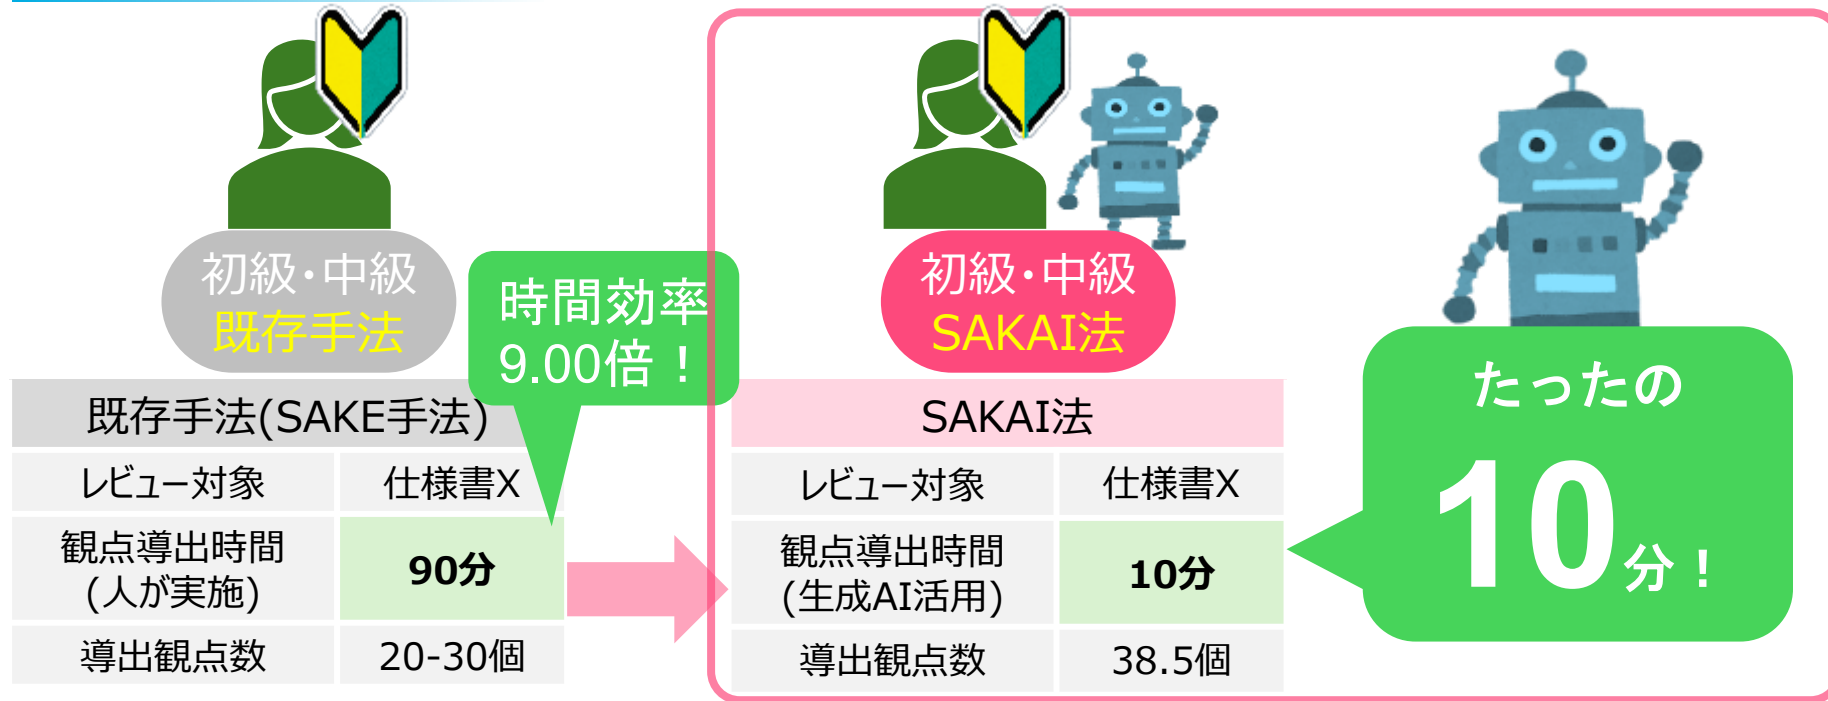 初級・中級
既存手法
時間効率
9.00倍！
既存手法(SAKE手法)
レビュー対象
仕様書X
観点導出時間
(人が実施)
90分
導出観点数
20-30個
初級・中級
SAKAI法
SAKAI法
レビュー対象
仕様書X
観点導出時間
(生成AI活用)
10分
導出観点数
38.5個
たったの
10分！